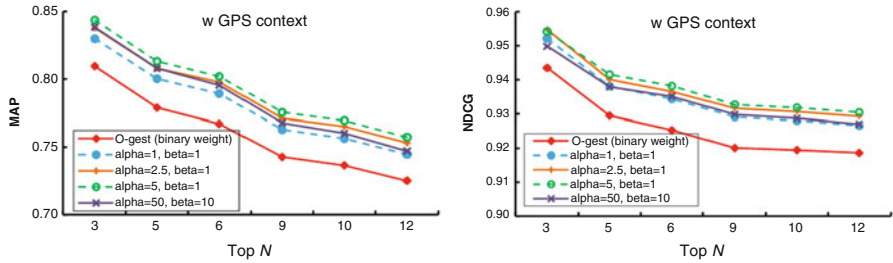 w GPS context
0.85
0.80
0.75
0.70
MAP
O-gest (binary weight)
alpha=1, beta=1
alpha=2.5, beta=1
alpha=5, beta=1
alpha=50, beta=10
3 5 6 9 10 12
Top N
w GPS context
0.96
0.95
0.94
0.93
0.92
0.91
0.90
NDCG
O-gest (binary weight)
alpha=1, beta=1
alpha=2.5, beta=1
alpha=5, beta=1
alpha=50, beta=10
3 5 6 9 10 12
Top N